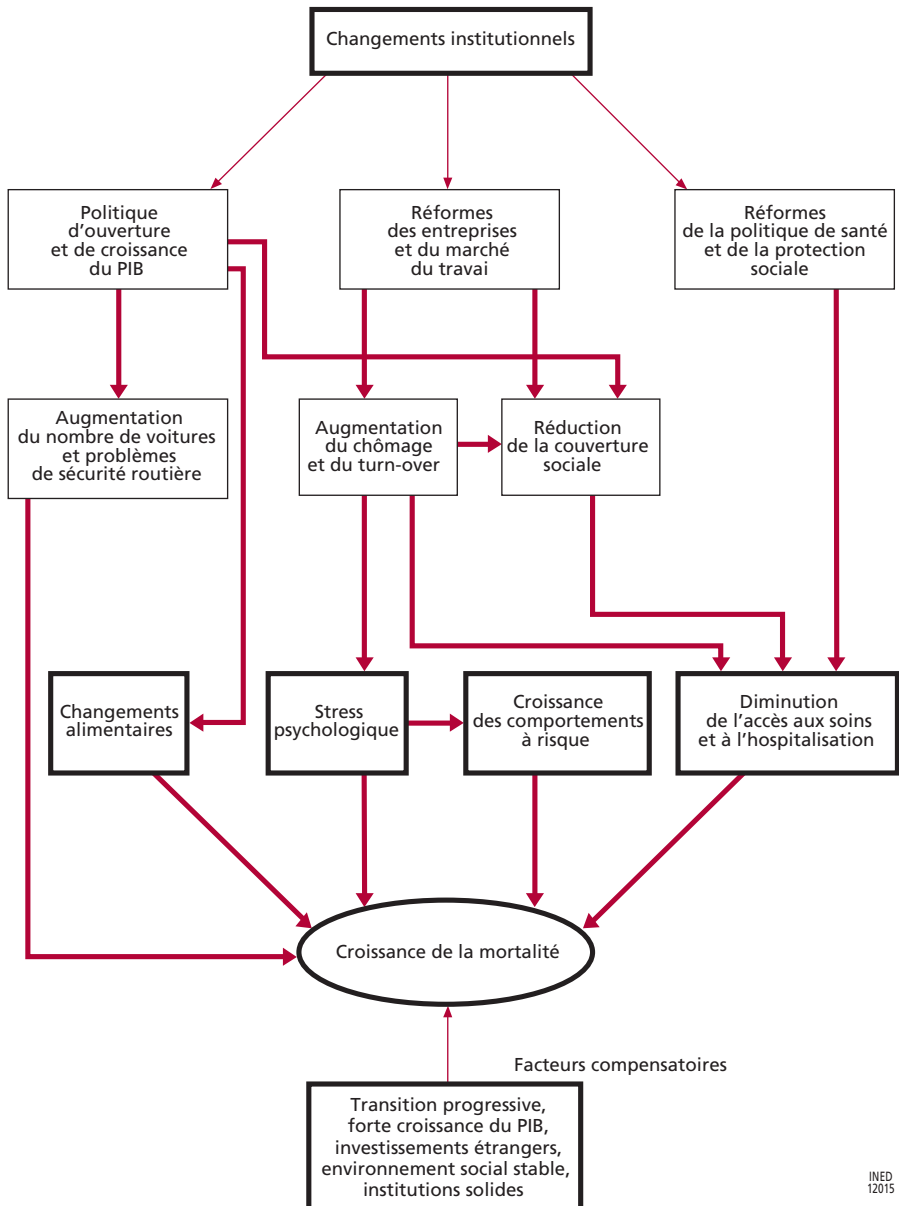 Changements institutionnels
Politique
d'ouverture
et de croissance
du PIB
Réformes
des entreprises
et du marché
du travai
Réformes
de la politique de santé
et de la protection
sociale
Augmentation
du nombre de voitures
et problèmes
de sécurité routière
Augmentation
du chômage
et du turn-over
Réduction
de la couverture
sociale
Changements
alimentaires
Stress
psychologique
Croissance
des comportements
à risque
Diminution
de l'accès aux soins
et à l'hospitalisation
Croissance de la mortalité
Facteurs compensatoires
Transition progressive,
forte croissance du PIB,
investissements étrangers,
environnement social stable,
institutions solides
INED
12015